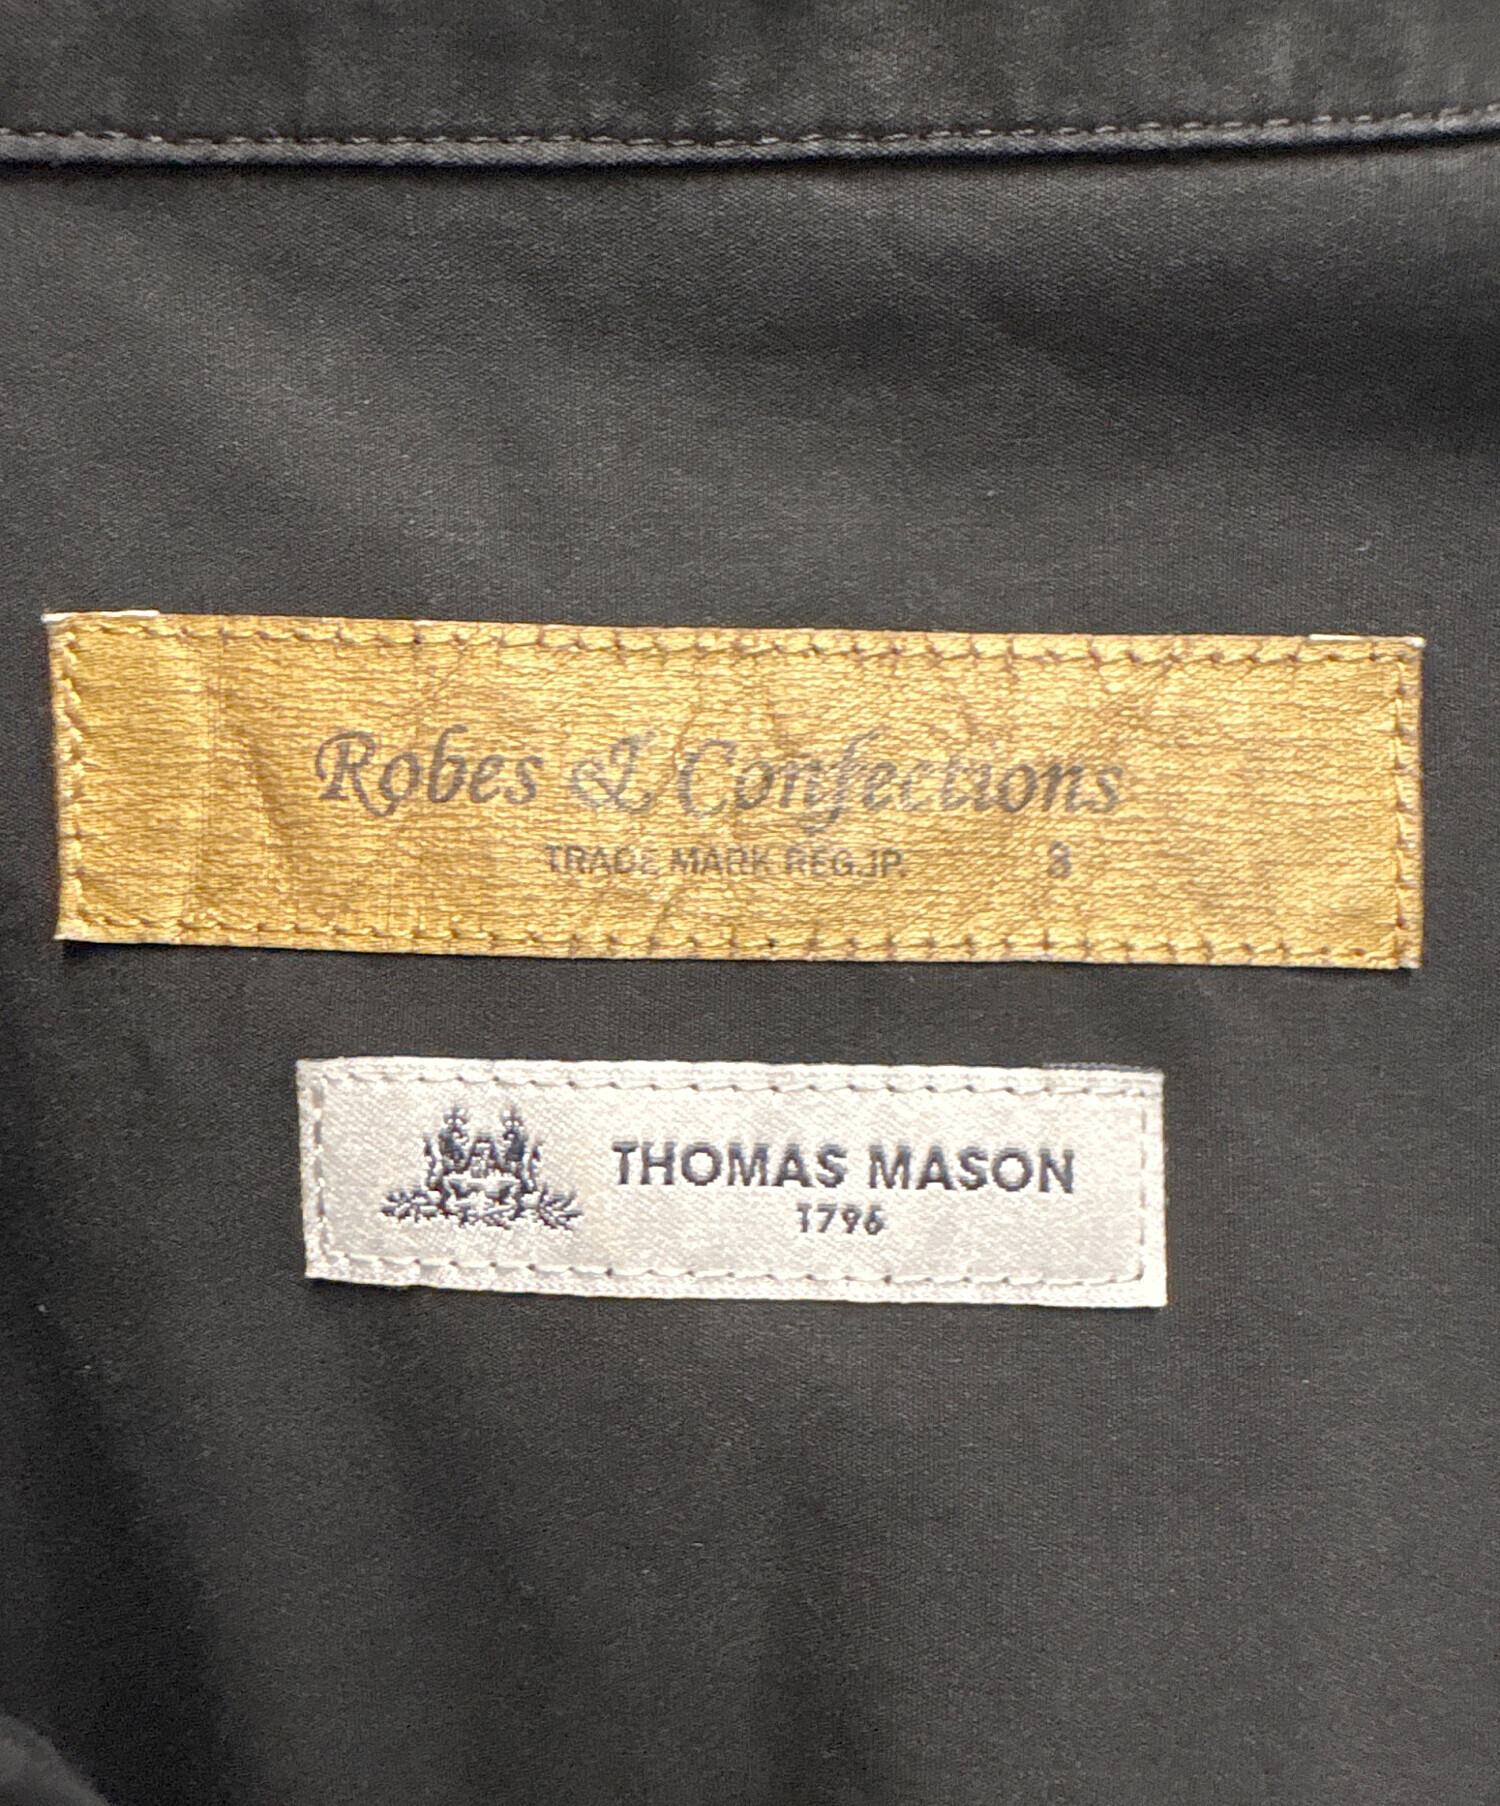 Robes & Confections
TRADE MARK REG.JP. 3
THOMAS MASON
1796